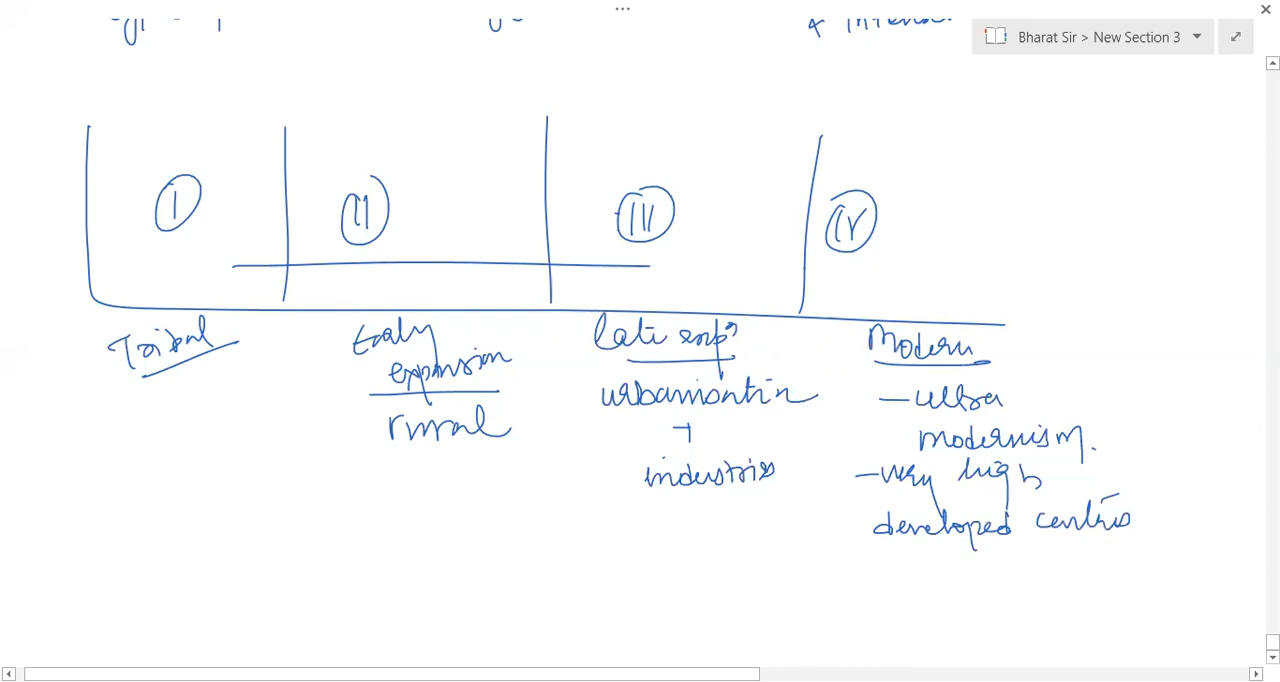 & inten
Bharat Sir > New Section 3
I
II
III
IV
Tribal
Early
expansion
rural
late exp?
urbanisation
+
industries
Modern
- ultra
modernism.
- very high
developed centres